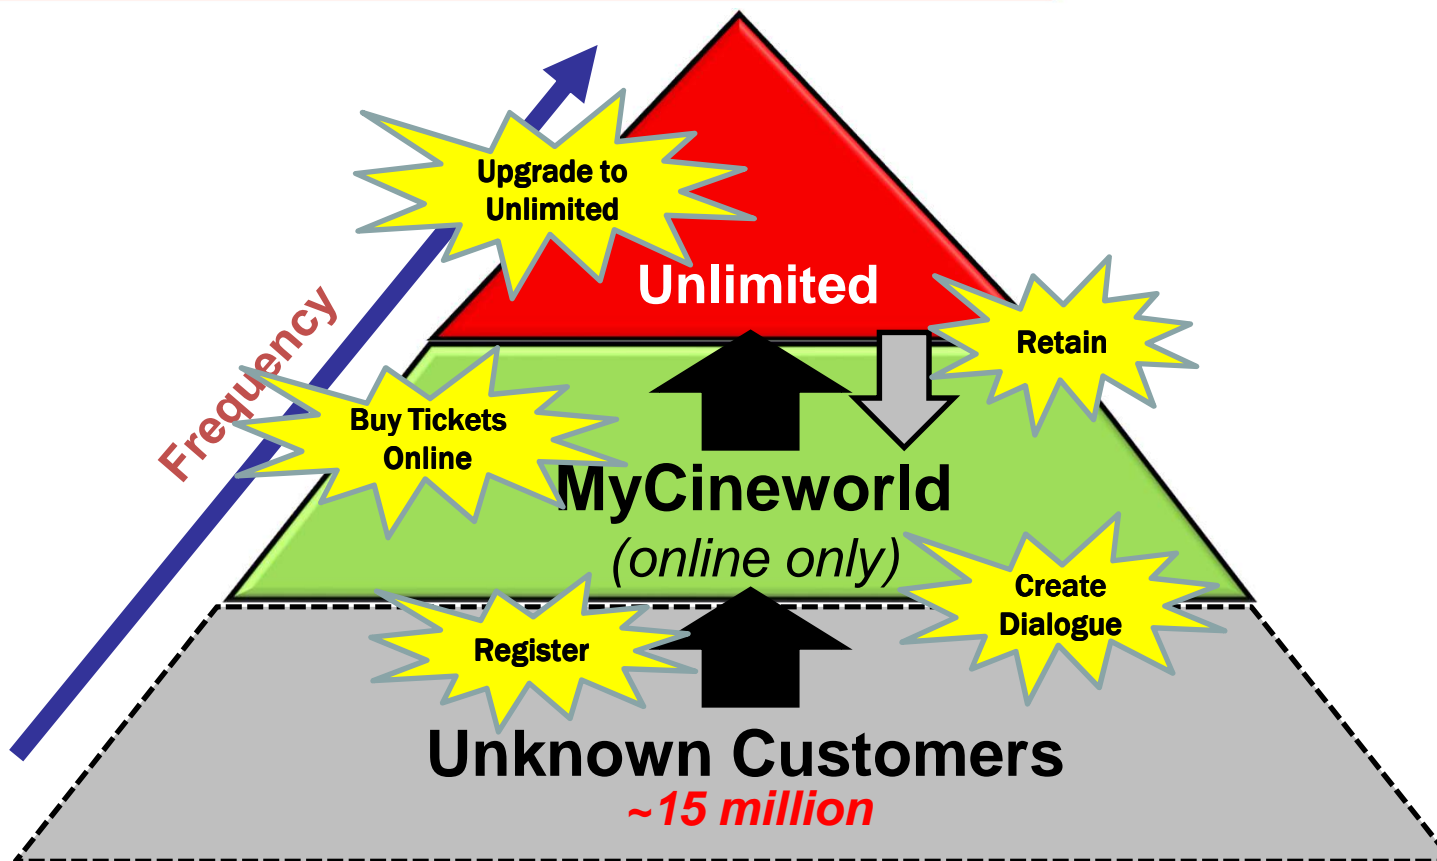 Upgrade to
Unlimited
Unlimited
Retain
Frequency
Buy Tickets
Online
MyCineworld
(online only)
Create
Dialogue
Register
Unknown Customers
~15 million